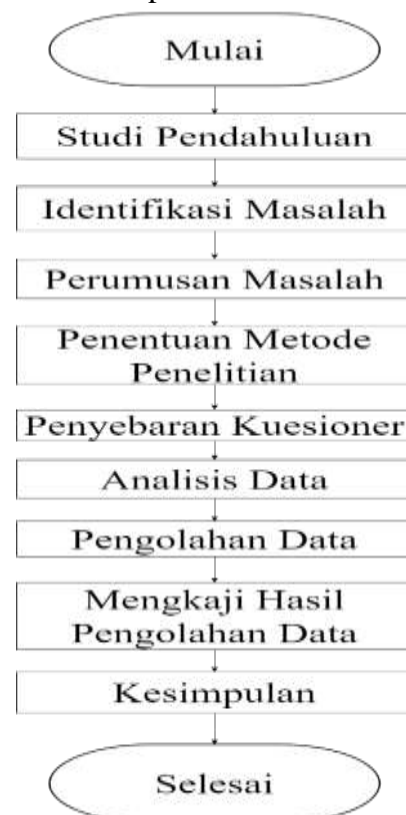 Mulai
Studi Pendahuluan
Identifikasi Masalah
Perumusan Masalah
Penentuan Metode
Penelitian
Penyebaran Kuesioner
Analisis Data
Pengolahan Data
Mengkaji Hasil
Pengolahan Data
Kesimpulan
Selesai